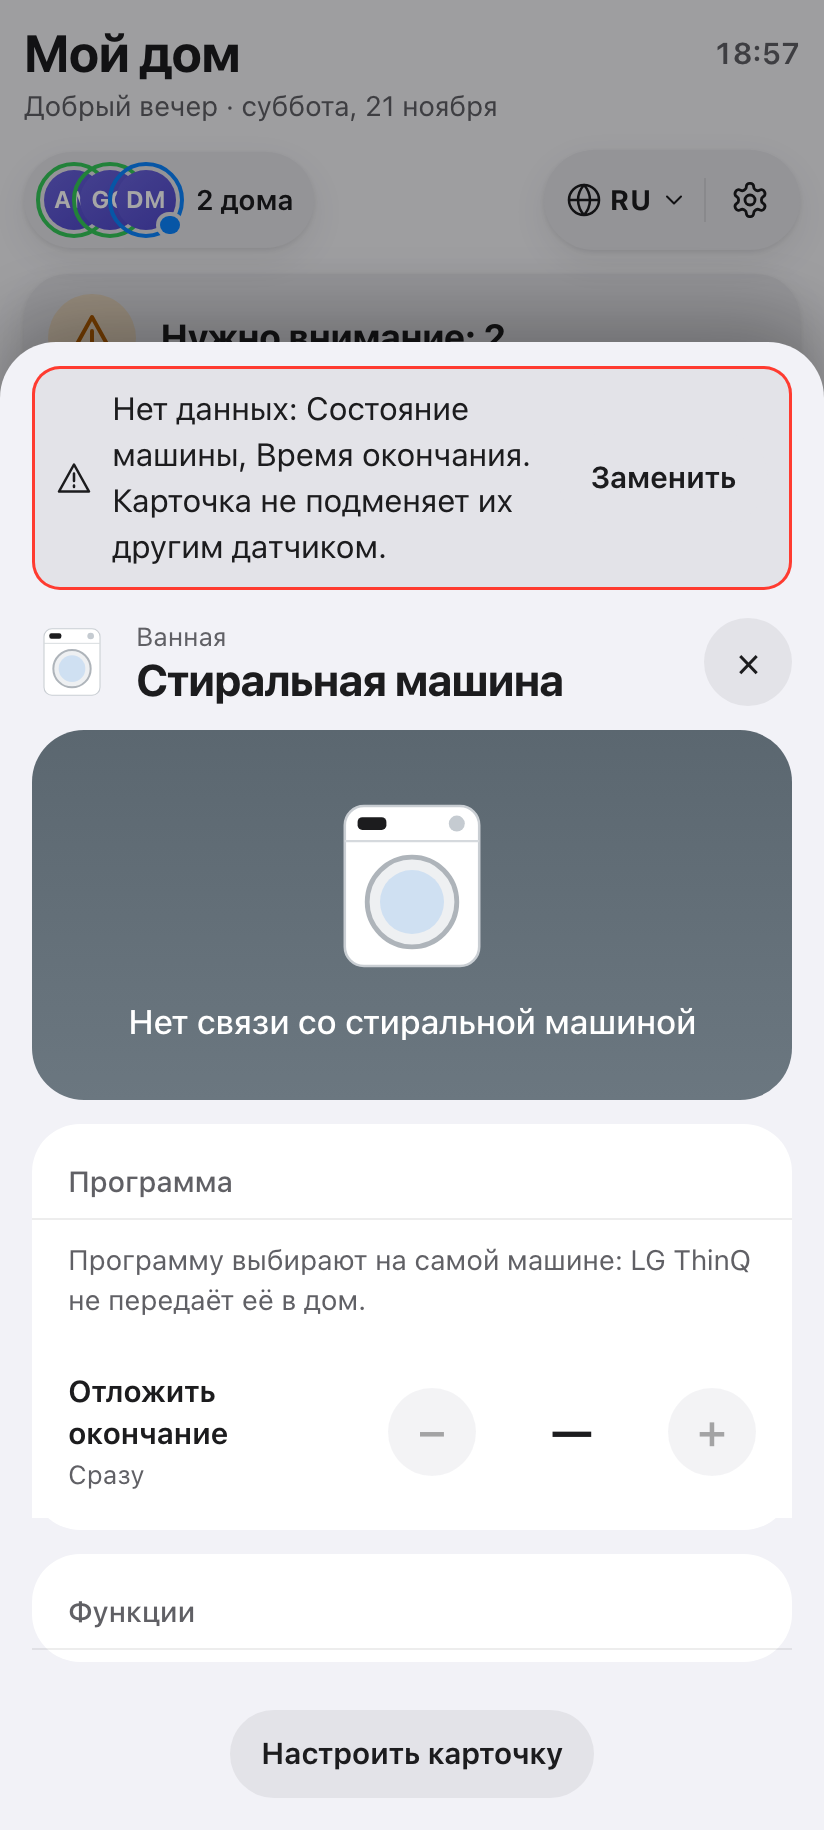 Мой дом
18:57
Добрый вечер · суббота, 21 ноября
DM
2 дома
RU
Нужно внимание: 2
Нет данных: Состояние
машины, Время окончания.
Карточка не подменяет их
другим датчиком.
Заменить
Ванная
Стиральная машина
Нет связи со стиральной машиной
Программа
Программу выбирают на самой машине: LG ThinQ
не передаёт её в дом.
Отложить
окончание
Сразу
—
Функции
Настроить карточку